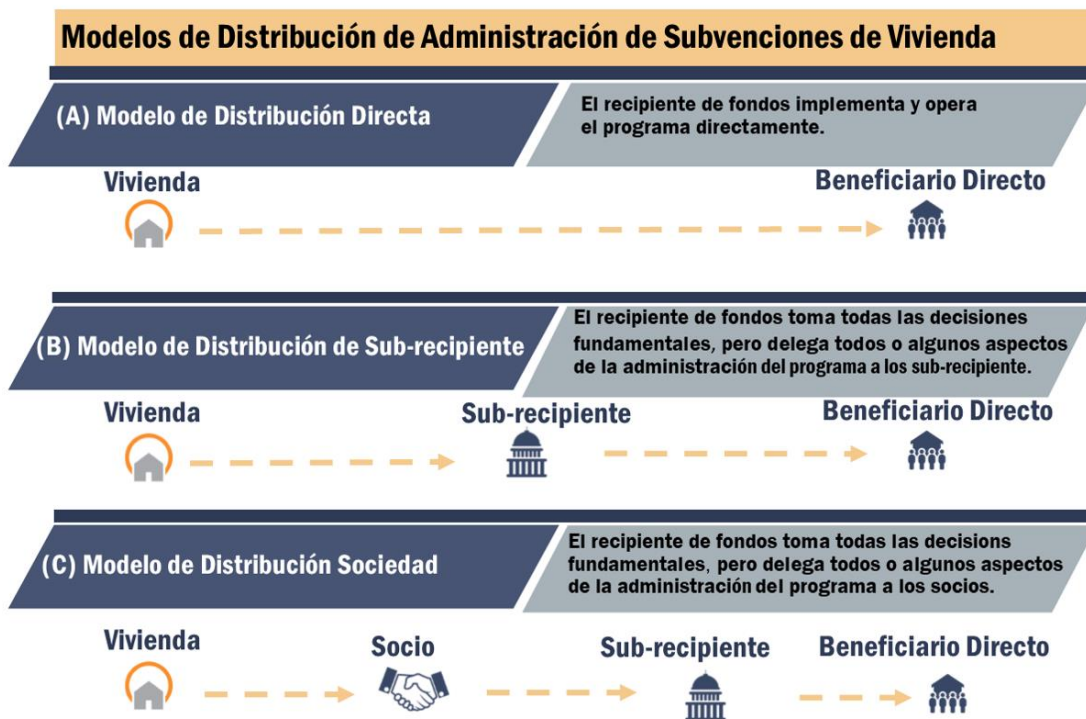 Modelos de Distribución de Administración de Subvenciones de Vivienda
(A) Modelo de Distribución Directa
El recipiente de fondos implementa y opera
el programa directamente.
Vivienda
Beneficiario Directo
(B) Modelo de Distribución de Sub-recipiente
El recipiente de fondos toma todas las decisiones
fundamentales, pero delega todos o algunos aspectos
de la administración del programa a los sub-recipiente.
Vivienda
Sub-recipiente
Beneficiario Directo
(C) Modelo de Distribución Sociedad
El recipiente de fondos toma todas las decisions
fundamentales, pero delega todos o algunos aspectos
de la administración del programa a los socios.
Vivienda
Socio
Sub-recipiente
Beneficiario Directo